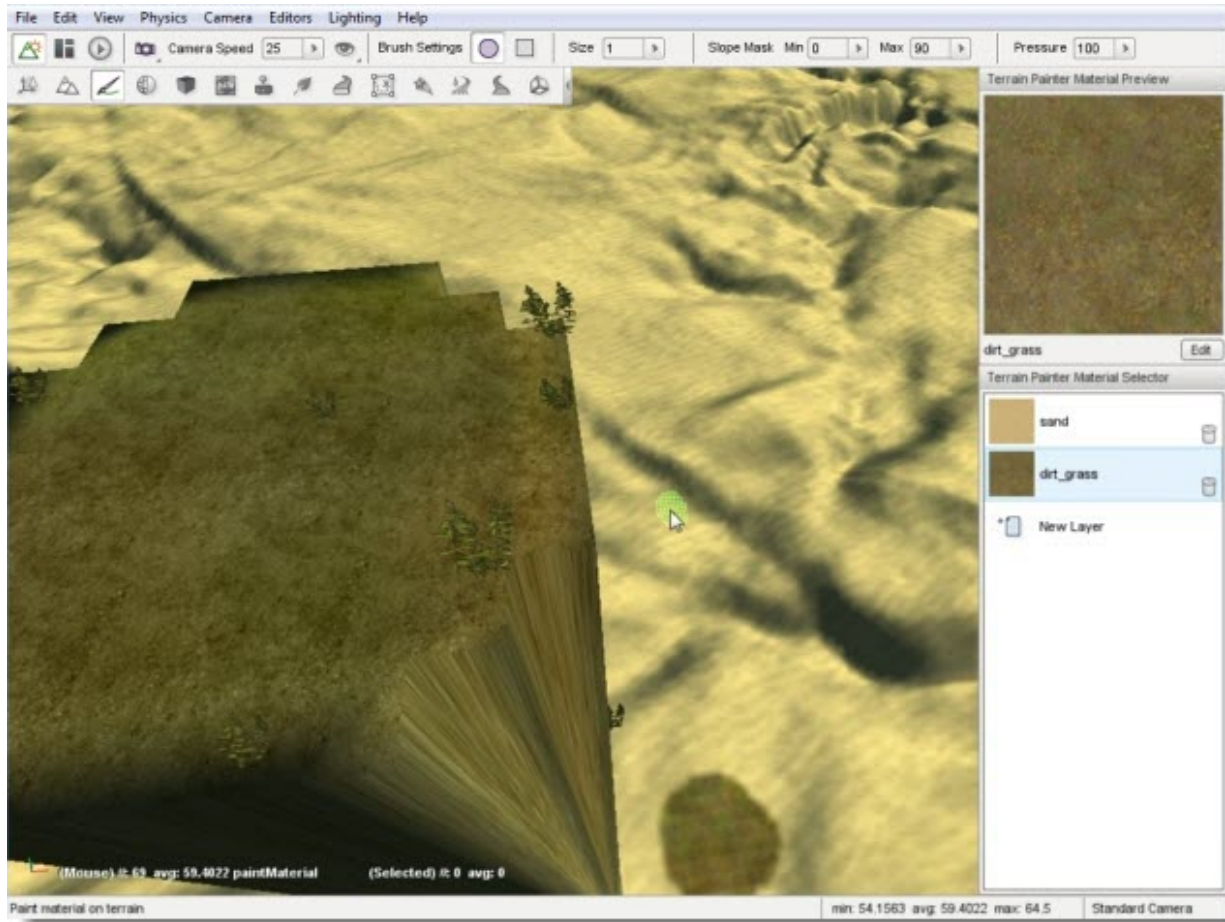 File Edit View Physics Camera Editors Lighting Help
Camera Speed 25 Brush Settings Size 1 Slope Mask Min 0 Max 90 Pressure 100
Terrain Painter Material Preview
dirt_grass Edit
Terrain Painter Material Selector
sand
dirt_grass
New Layer
(Mouse) #: 69 avg: 59.4022 paintMaterial (Selected) #: 0 avg: 0
Paint material on terrain min: 54.1563 avg: 59.4022 max: 64.5 Standard Camera